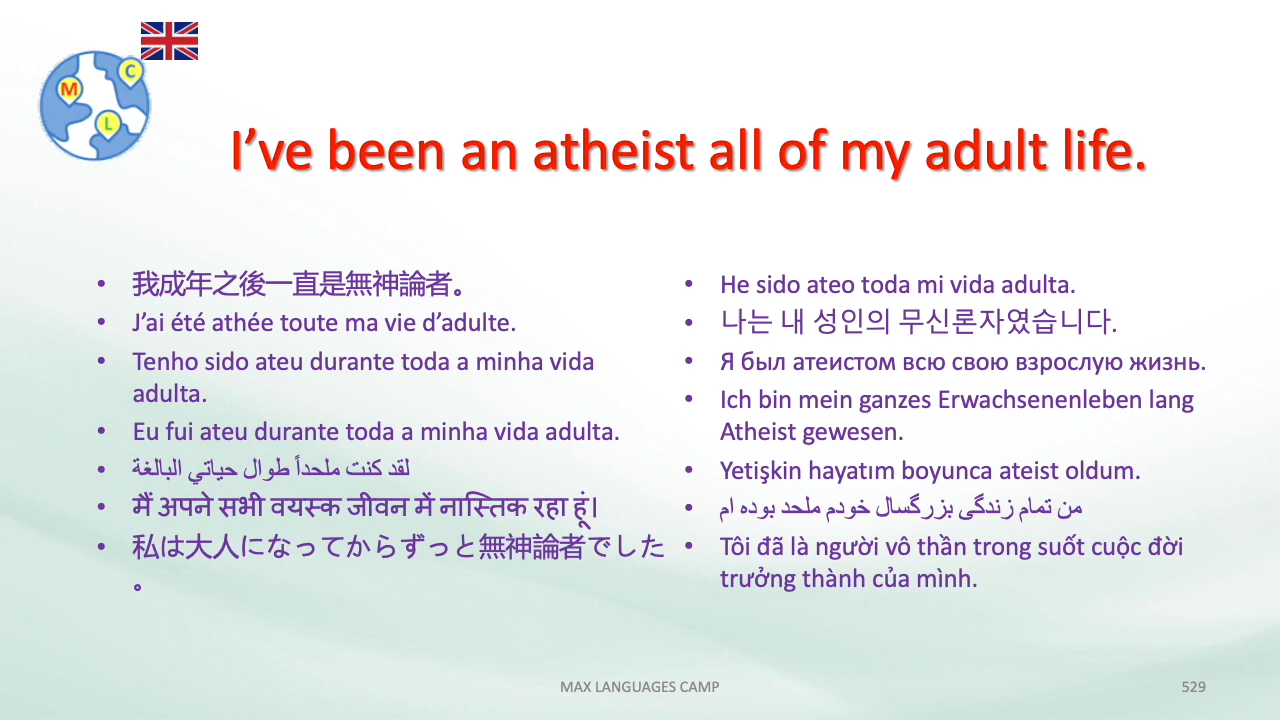 M
C
L
I’ve been an atheist all of my adult life.
• 我成年之後一直是無神論者。
• J’ai été athée toute ma vie d’adulte.
• Tenho sido ateu durante toda a minha vida
adulta.
• Eu fui ateu durante toda a minha vida adulta.
• لقد كنت ملحداً طوال حياتي البالغة
• मैं अपने सभी वयस्क जीवन में नास्तिक रहा हूं।
• 私は大人になってからずっと無神論者でした
。
• He sido ateo toda mi vida adulta.
• 나는 내 성인의 무신론자였습니다.
• Я был атеистом всю свою взрослую жизнь.
• Ich bin mein ganzes Erwachsenenleben lang
Atheist gewesen.
• Yetişkin hayatım boyunca ateist oldum.
• من تمام زندگی بزرگسال خودم ملحد بوده ام
• Tôi đã là người vô thần trong suốt cuộc đời
trưởng thành của mình.
MAX LANGUAGES CAMP
529